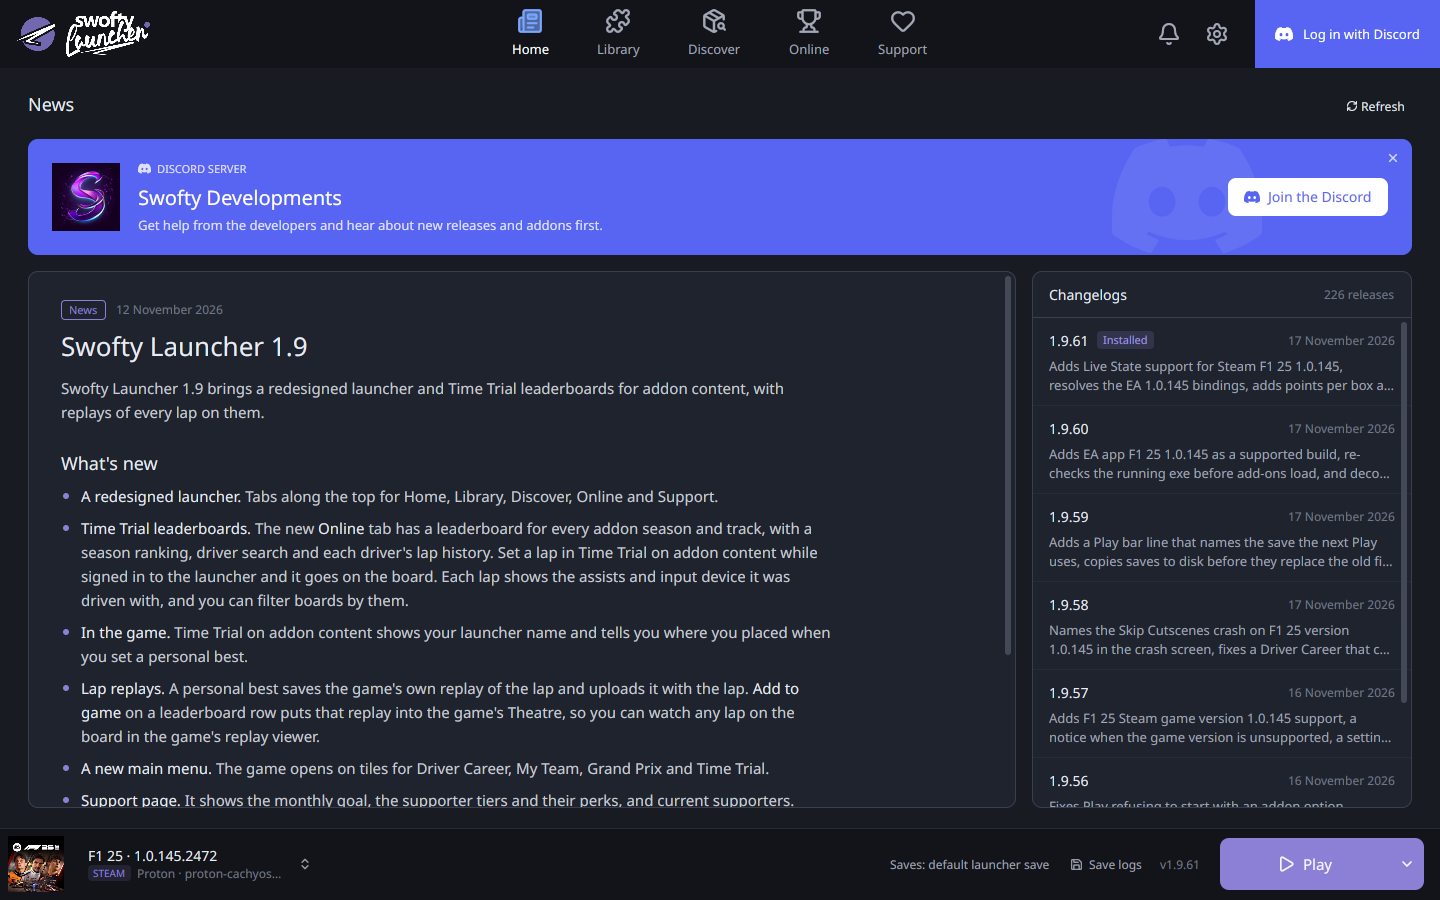 swofty
Launcher
Home
Library
Discover
Online
Support
Log in with Discord
News
Refresh
DISCORD SERVER
Swofty Developments
Get help from the developers and hear about new releases and addons first.
Join the Discord
News
12 November 2026
Swofty Launcher 1.9
Swofty Launcher 1.9 brings a redesigned launcher and Time Trial leaderboards for addon content, with
replays of every lap on them.
What's new
A redesigned launcher. Tabs along the top for Home, Library, Discover, Online and Support.
Time Trial leaderboards. The new Online tab has a leaderboard for every addon season and track, with a
season ranking, driver search and each driver's lap history. Set a lap in Time Trial on addon content while
signed in to the launcher and it goes on the board. Each lap shows the assists and input device it was
driven with, and you can filter boards by them.
In the game. Time Trial on addon content shows your launcher name and tells you where you placed when
you set a personal best.
Lap replays. A personal best saves the game's own replay of the lap and uploads it with the lap. Add to
game on a leaderboard row puts that replay into the game's Theatre, so you can watch any lap on the
board in the game's replay viewer.
A new main menu. The game opens on tiles for Driver Career, My Team, Grand Prix and Time Trial.
Support page. It shows the monthly goal, the supporter tiers and their perks, and current supporters.
Changelogs
226 releases
1.9.61
Installed
17 November 2026
Adds Live State support for Steam F1 25 1.0.145,
resolves the EA 1.0.145 bindings, adds points per box a...
1.9.60
17 November 2026
Adds EA app F1 25 1.0.145 as a supported build, re-
checks the running exe before add-ons load, and deco...
1.9.59
17 November 2026
Adds a Play bar line that names the save the next Play
uses, copies saves to disk before they replace the old fi...
1.9.58
17 November 2026
Names the Skip Cutscenes crash on F1 25 version
1.0.145 in the crash screen, fixes a Driver Career that c...
1.9.57
16 November 2026
Adds F1 25 Steam game version 1.0.145 support, a
notice when the game version is unsupported, a settin...
1.9.56
16 November 2026
Fixes Play refusing to start with an addon option
F1 25 · 1.0.145.2472
STEAM
Proton · proton-cachyos...
Saves: default launcher save
Save logs
v1.9.61
Play